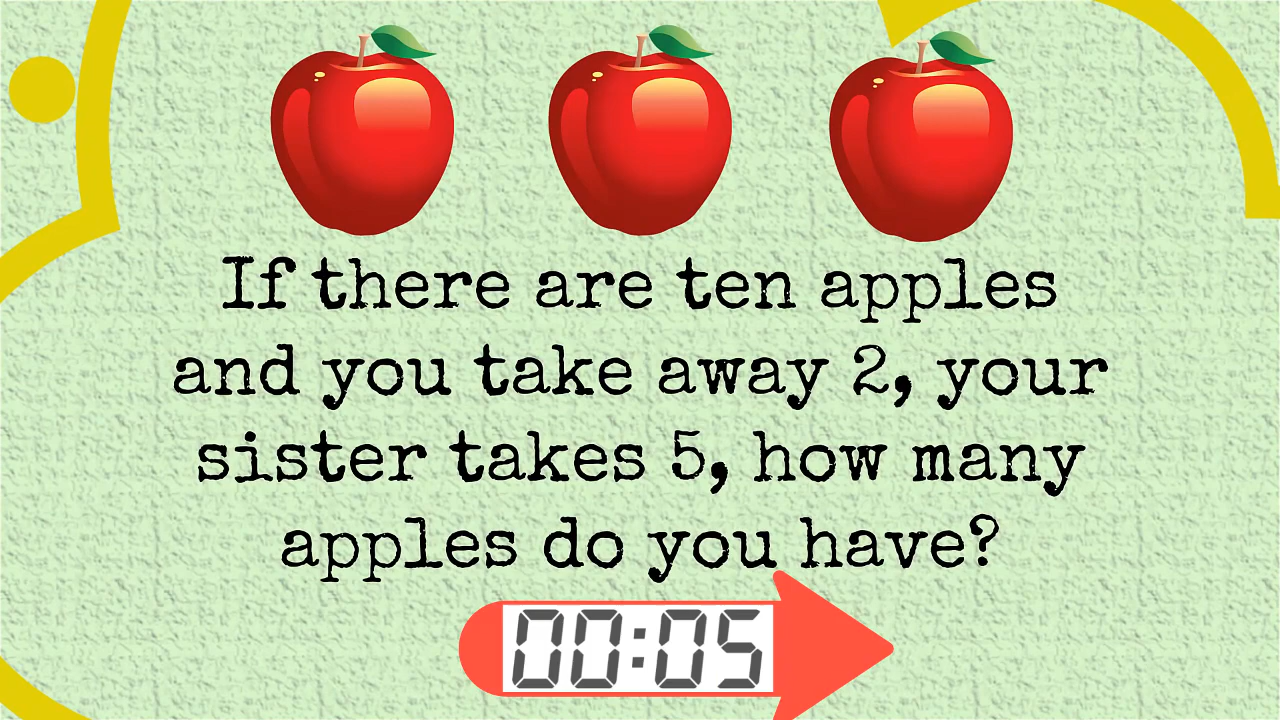 If there are ten apples
and you take away 2, your
sister takes 5, how many
apples do you have?
00:05